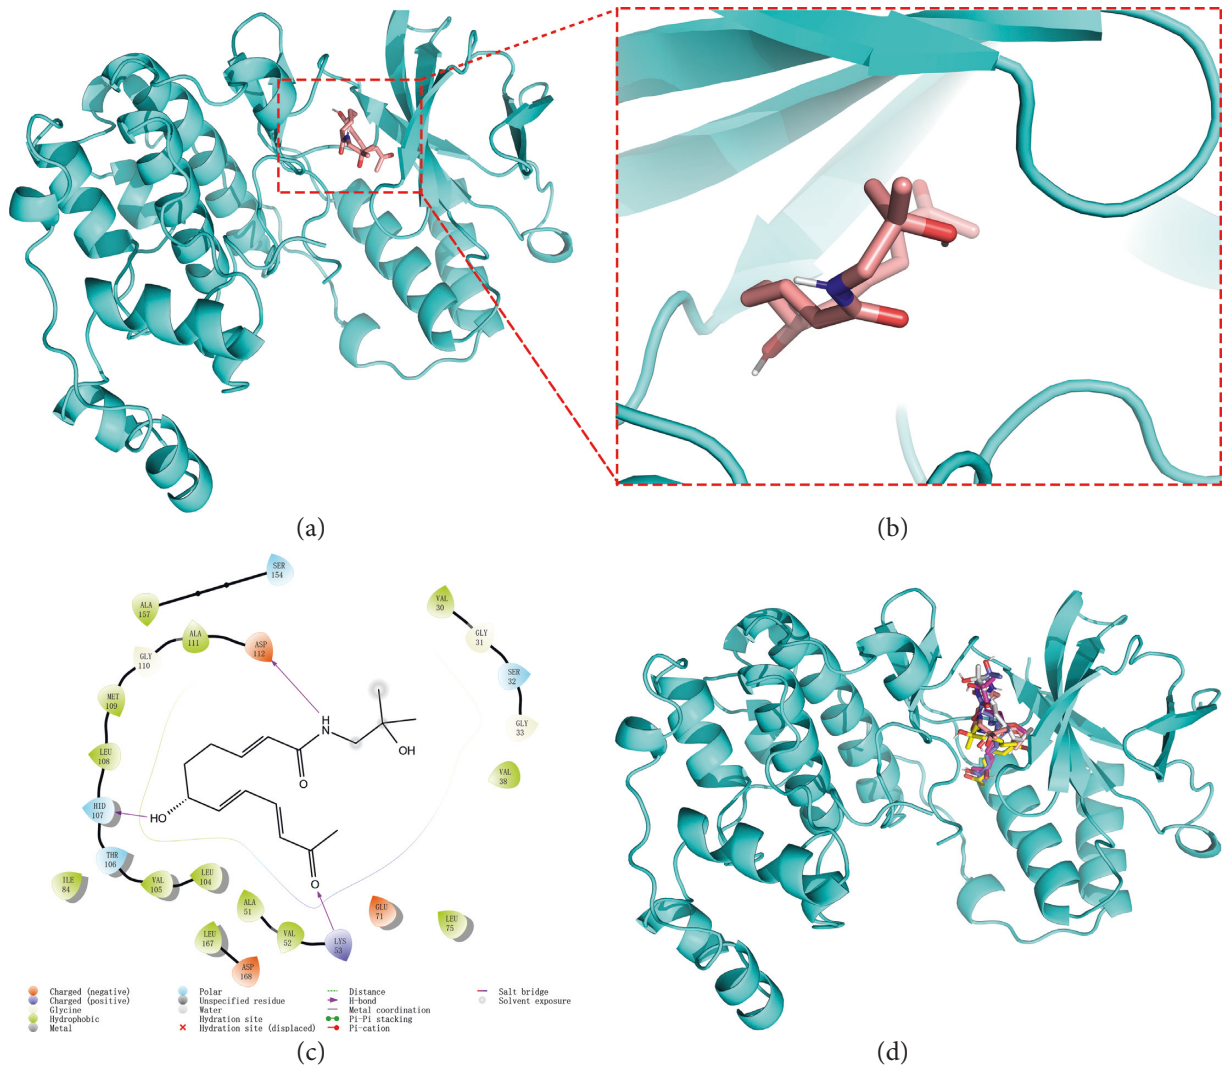 (a)
(b)
SER
154
ALA
157
ALA
111
ASP
112
GLY
110
MET
109
LEU
108
HID
107
THR
106
ILE
84
VAL
105
LEU
104
VAL
30
GLY
31
SER
32
GLY
33
VAL
38
H
N
OH
O
HO
O
ALA
51
VAL
52
LYS
53
GLU
71
LEU
75
LEU
167
ASP
168
Charged (negative)
Charged (positive)
Glycine
Hydrophobic
Metal
Polar
Unspecified residue
Water
Hydration site
Hydration site (displaced)
Distance
H-bond
Metal coordination
Pi-Pi stacking
Pi-cation
Salt bridge
Solvent exposure
(c)
(d)